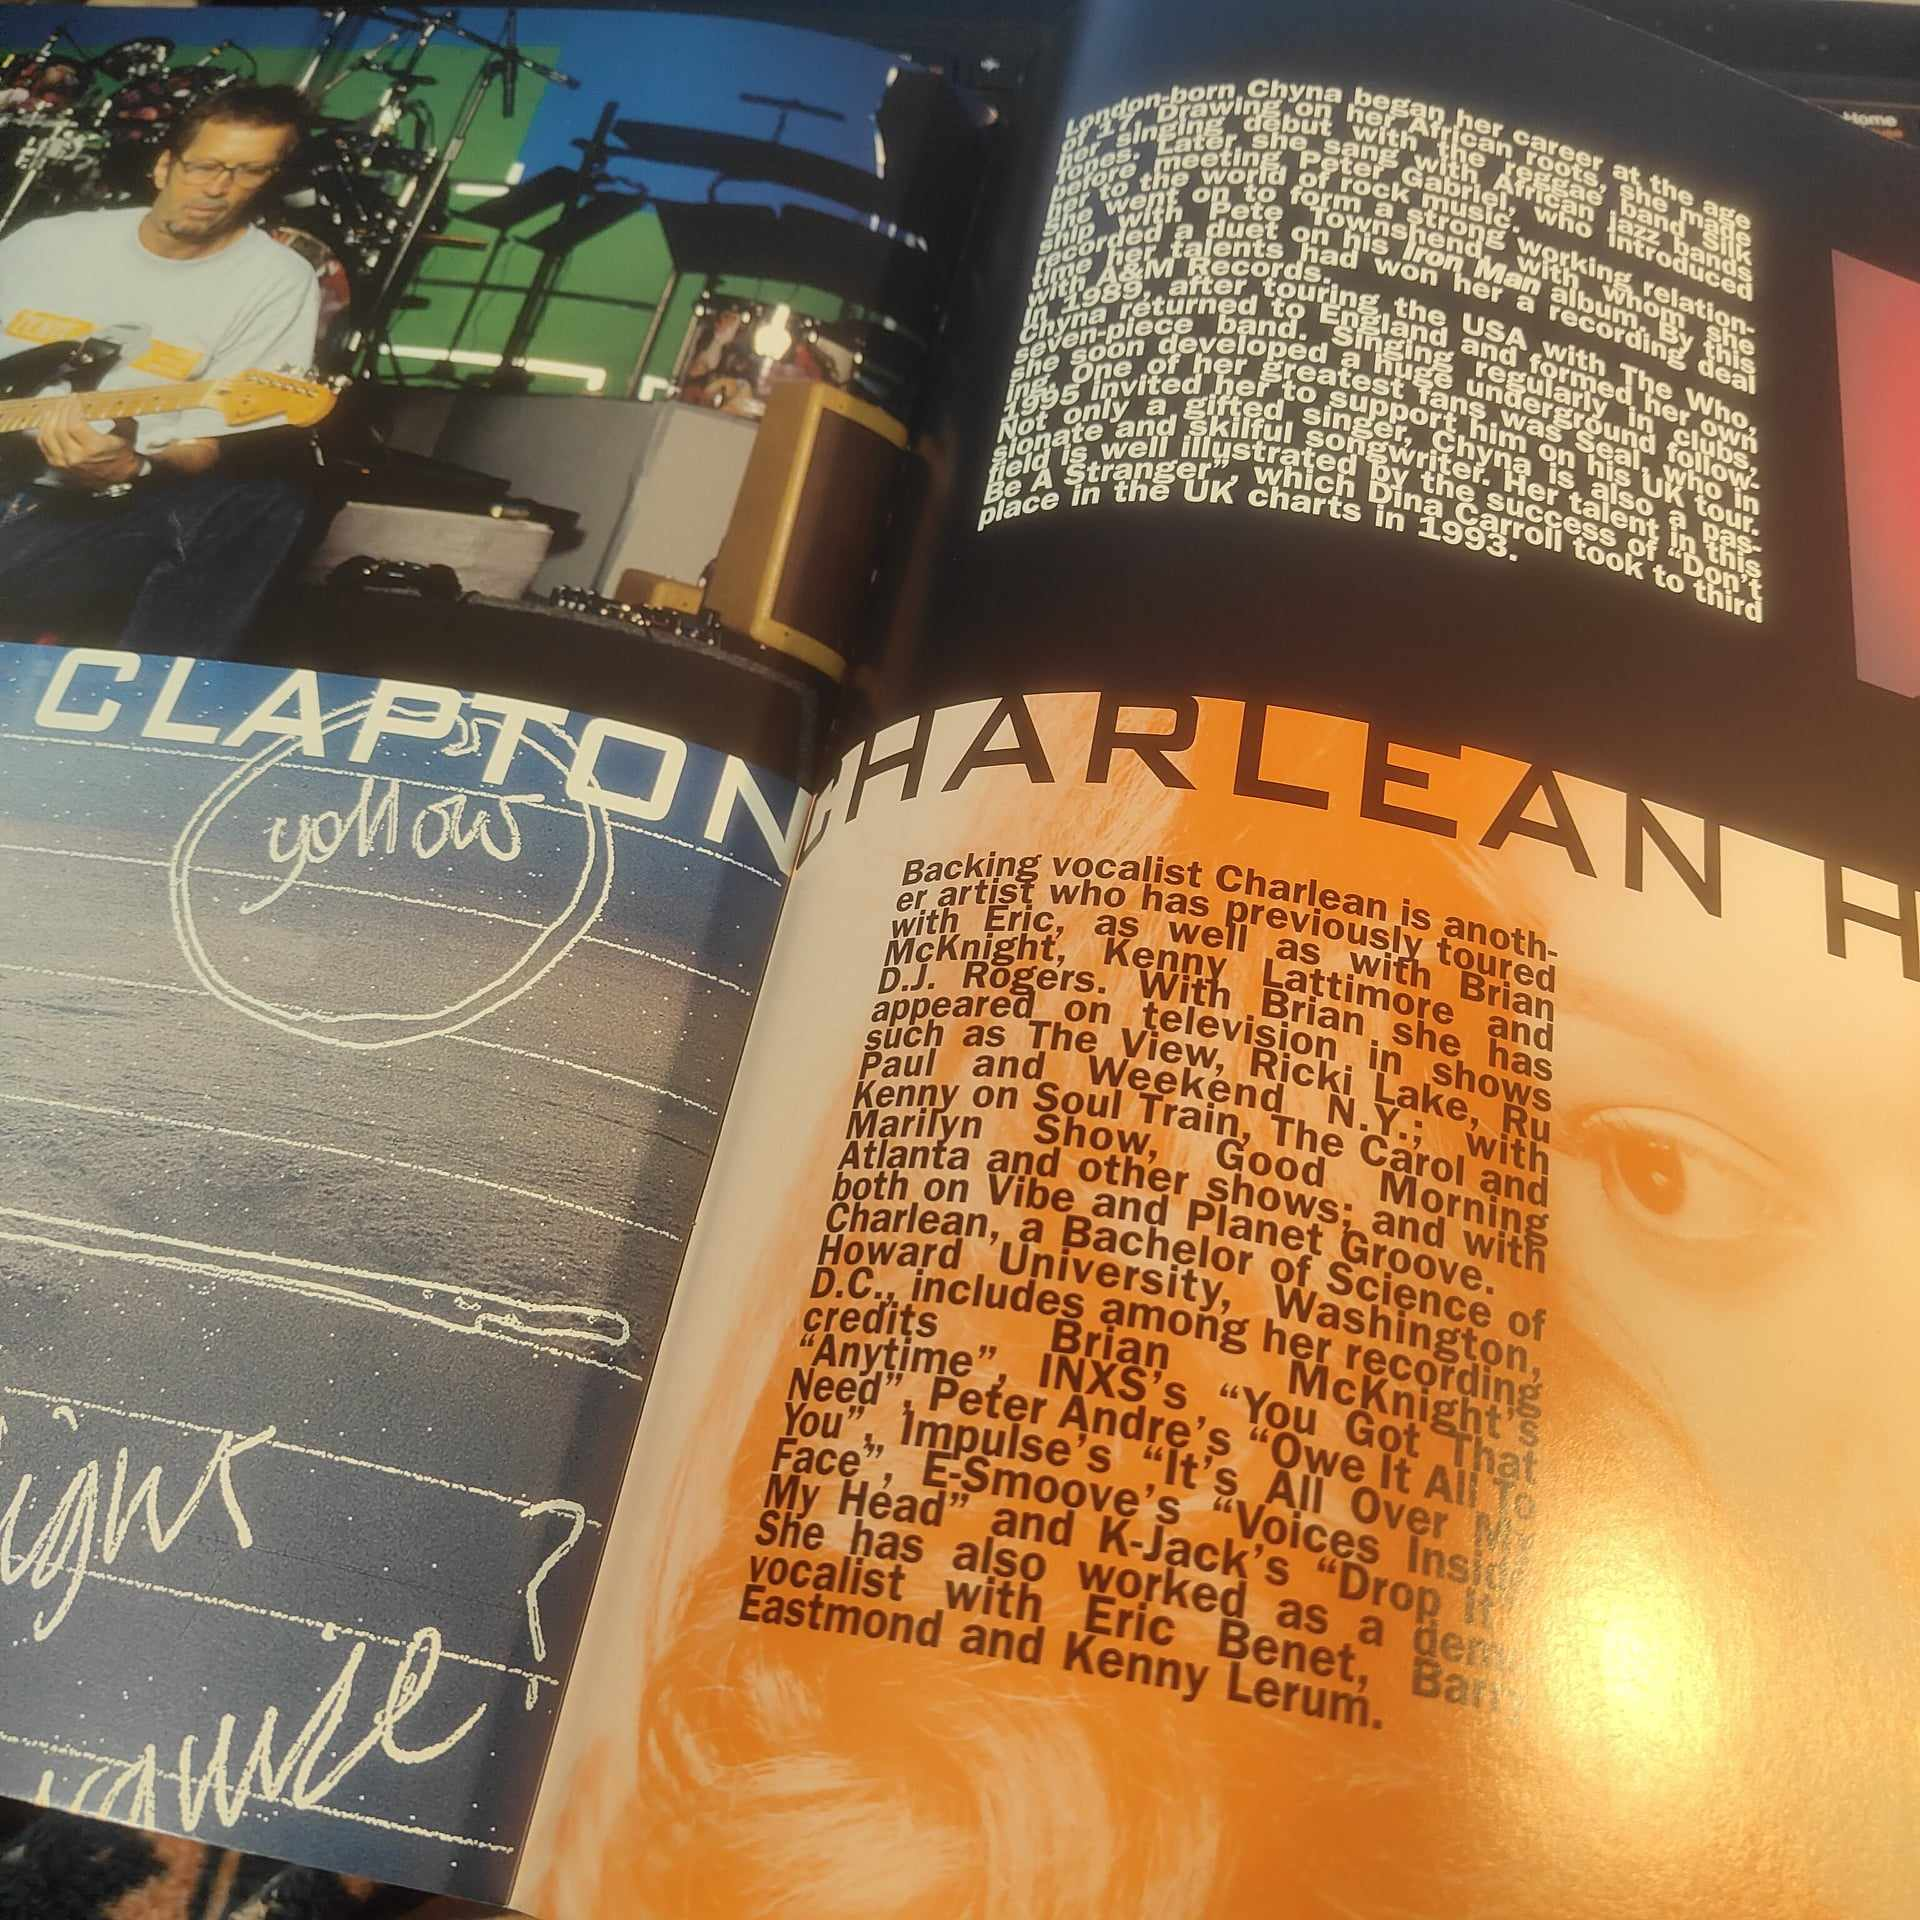 Home
London-born Chyna began her career at the age
of 17. Drawing on her African roots, she made
her singing debut with the reggae band Silk
Tones. Later, she sang with African jazz bands
before meeting Peter Gabriel, who introduced
her to the world of rock music.
She went on to form a strong working relation-
ship with Pete Townshend, with whom she
recorded a duet on his Iron Man album. By this
time her talents had won her a recording deal
with A&M Records.
In 1989, after touring the USA with The Who,
Chyna returned to England and formed her own
seven-piece band. Singing regularly in clubs,
she soon developed a huge underground follow-
ing. One of her greatest fans was Seal, who in
1995 invited her to support him on his UK tour.
Not only a gifted singer, Chyna is also a pas-
sionate and skilful songwriter. Her talent in this
field is well illustrated by the success of “Don’t
Be A Stranger”, which Dina Carroll took to third
place in the UK charts in 1993.
CLAPTON
yellow
?
CHARLEAN H
Backing vocalist Charlean is anoth-
er artist who has previously toured
with Eric, as well as with Brian
McKnight, Kenny Lattimore and
D.J. Rogers. With Brian she has
appeared on television in shows
such as The View, Ricki Lake, Ru
Paul and Weekend N.Y.; with
Kenny on Soul Train, The Carol and
Marilyn Show, Good Morning
Atlanta and other shows; and with
both on Vibe and Planet Groove.
Charlean, a Bachelor of Science of
Howard University, Washington,
D.C., includes among her recording
credits Brian McKnight’s
“Anytime”, INXS’s “You Got That
Need”, Peter Andre’s “Owe It All To
You”, Impulse’s “It’s All Over My
Face”, E-Smoove’s “Voices Inside
My Head” and K-Jack’s “Drop It”.
She has also worked as a demo
vocalist with Eric Benet, Barry
Eastmond and Kenny Lerum.